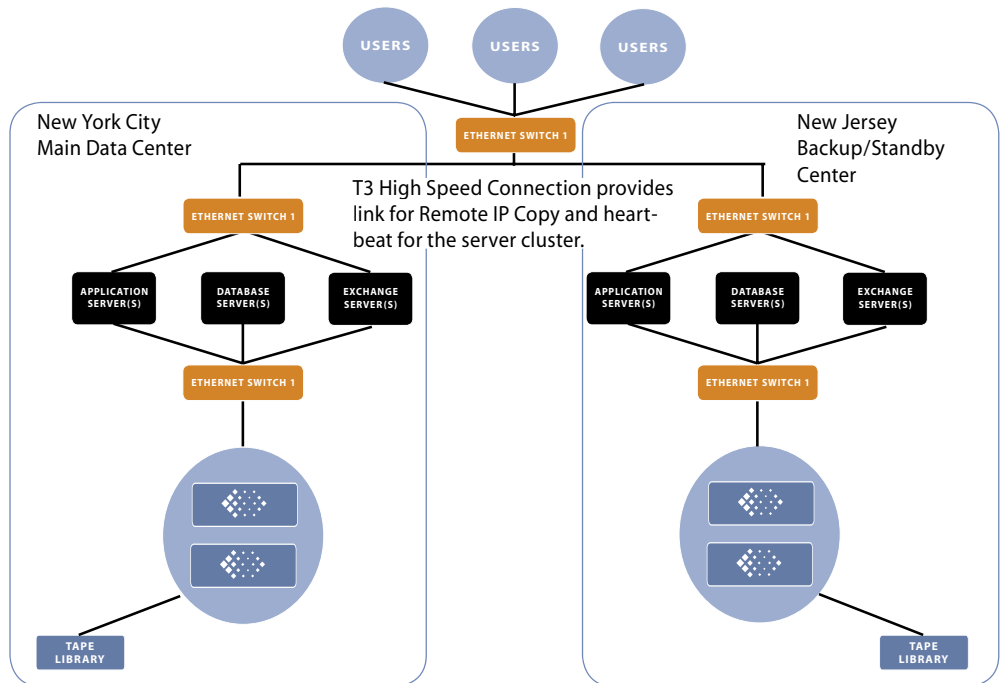 USERS
USERS
USERS
New York City
Main Data Center
ETHERNET SWITCH 1
New Jersey
Backup/Standby
Center
T3 High Speed Connection provides
link for Remote IP Copy and heart-
beat for the server cluster.
ETHERNET SWITCH 1
ETHERNET SWITCH 1
APPLICATION
SERVER(S)
DATABASE
SERVER(S)
EXCHANGE
SERVER(S)
APPLICATION
SERVER(S)
DATABASE
SERVER(S)
EXCHANGE
SERVER(S)
ETHERNET SWITCH 1
ETHERNET SWITCH 1
TAPE
LIBRARY
TAPE
LIBRARY